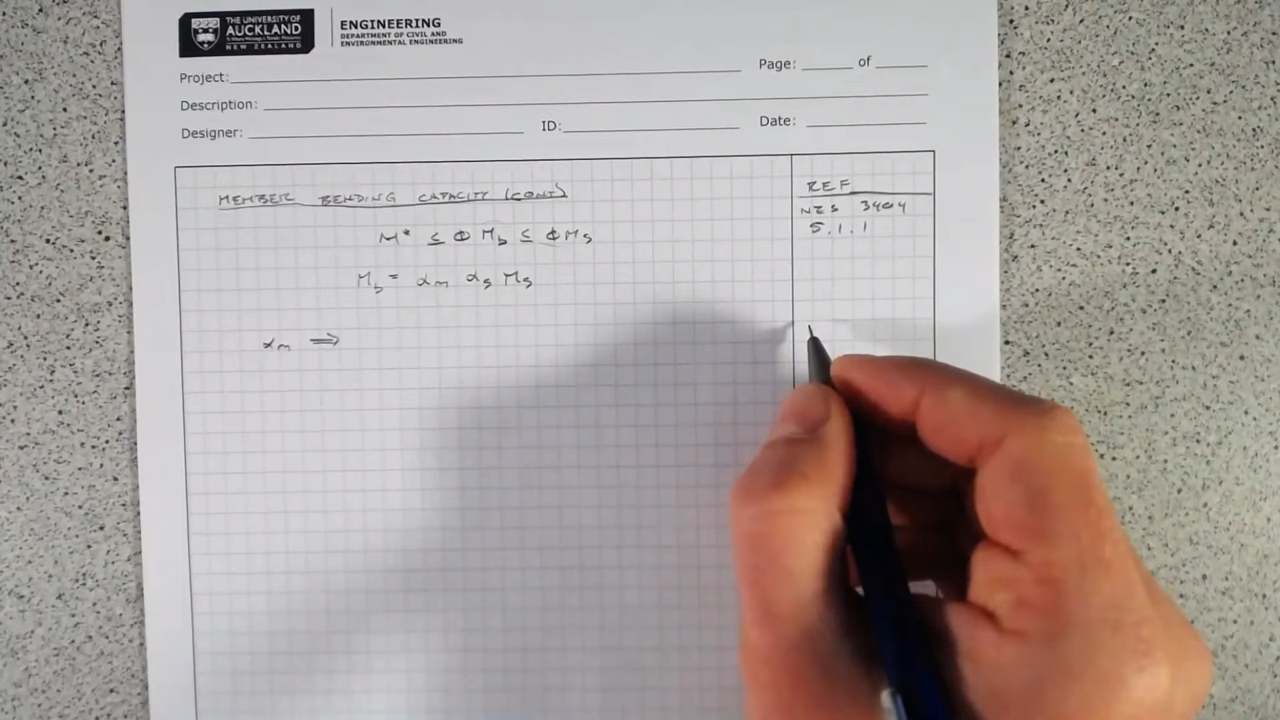 THE UNIVERSITY OF
AUCKLAND
NEW ZEALAND
ENGINEERING
DEPARTMENT OF CIVIL AND
ENVIRONMENTAL ENGINEERING
Project:
Page: of
Description:
Designer: ID: Date:
MEMBER BENDING CAPACITY (CONT)
M* ≤ ΦMb ≤ ΦMs
Mb = αm αs Ms
αm ⇒
REF
NZS 3404
5.1.1